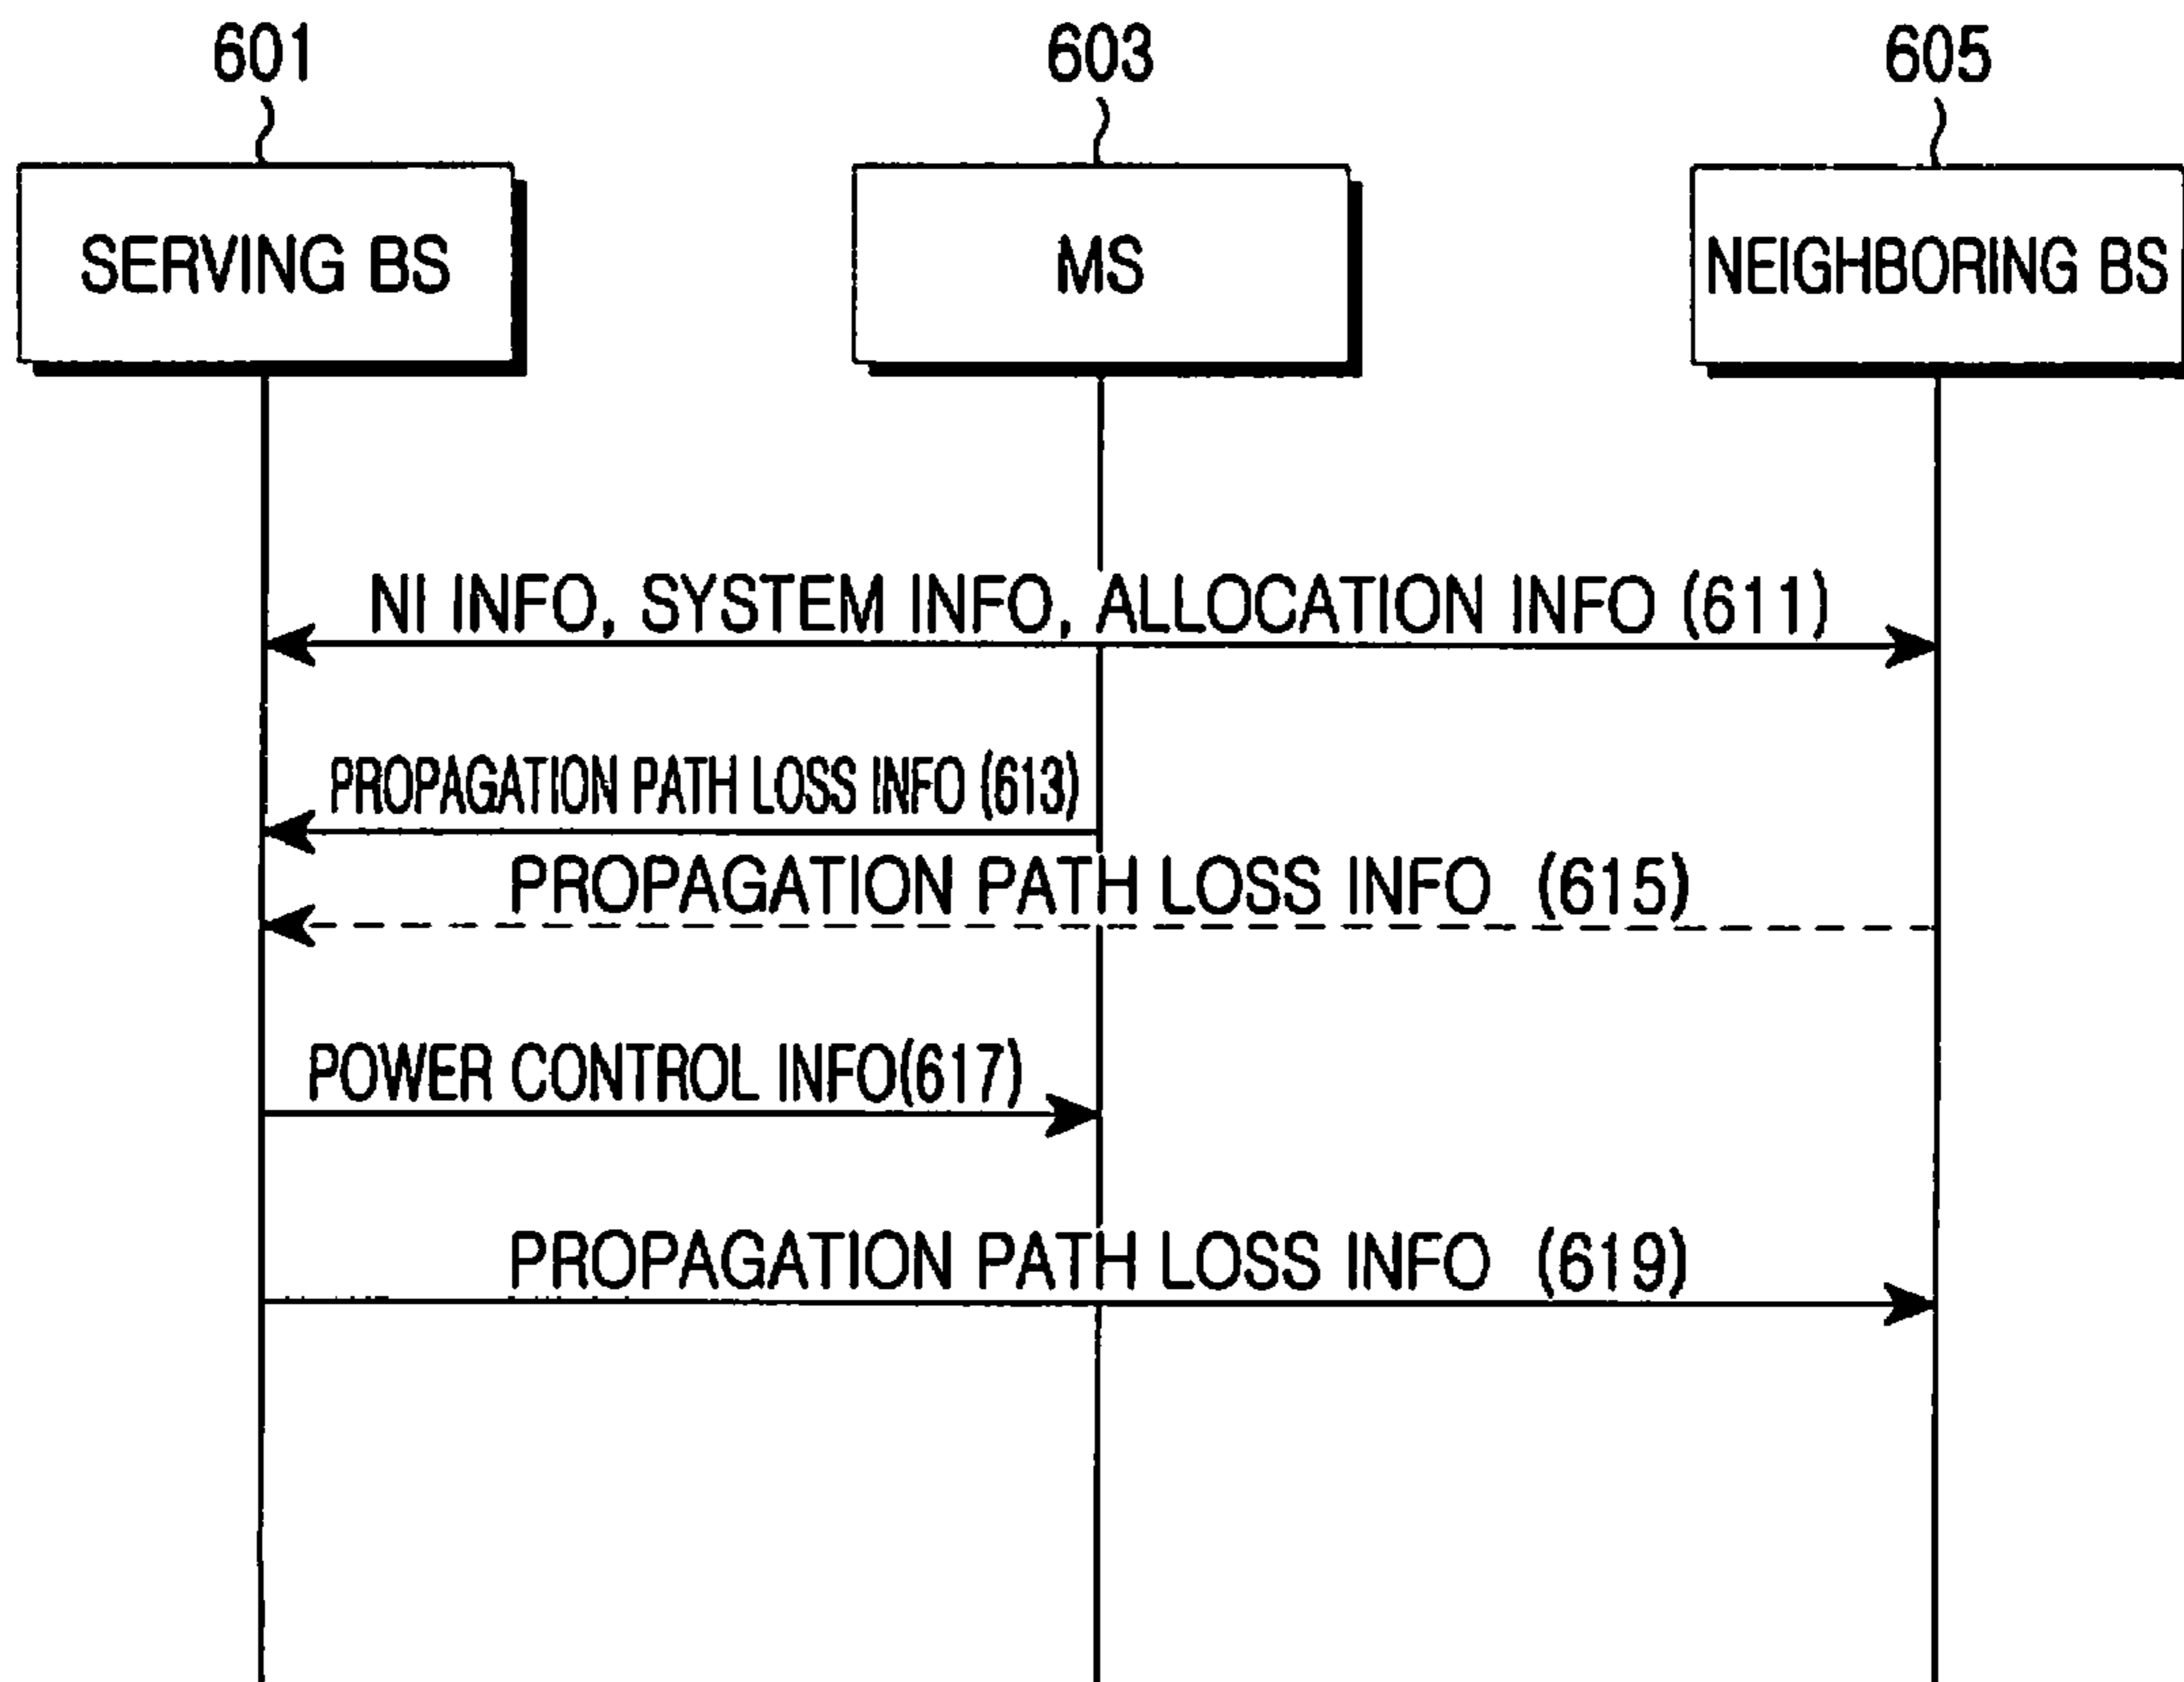 601
603
605
SERVING BS
MS
NEIGHBORING BS
NI INFO, SYSTEM INFO, ALLOCATION INFO (611)
PROPAGATION PATH LOSS INFO (613)
PROPAGATION PATH LOSS INFO (615)
POWER CONTROL INFO(617)
PROPAGATION PATH LOSS INFO (619)